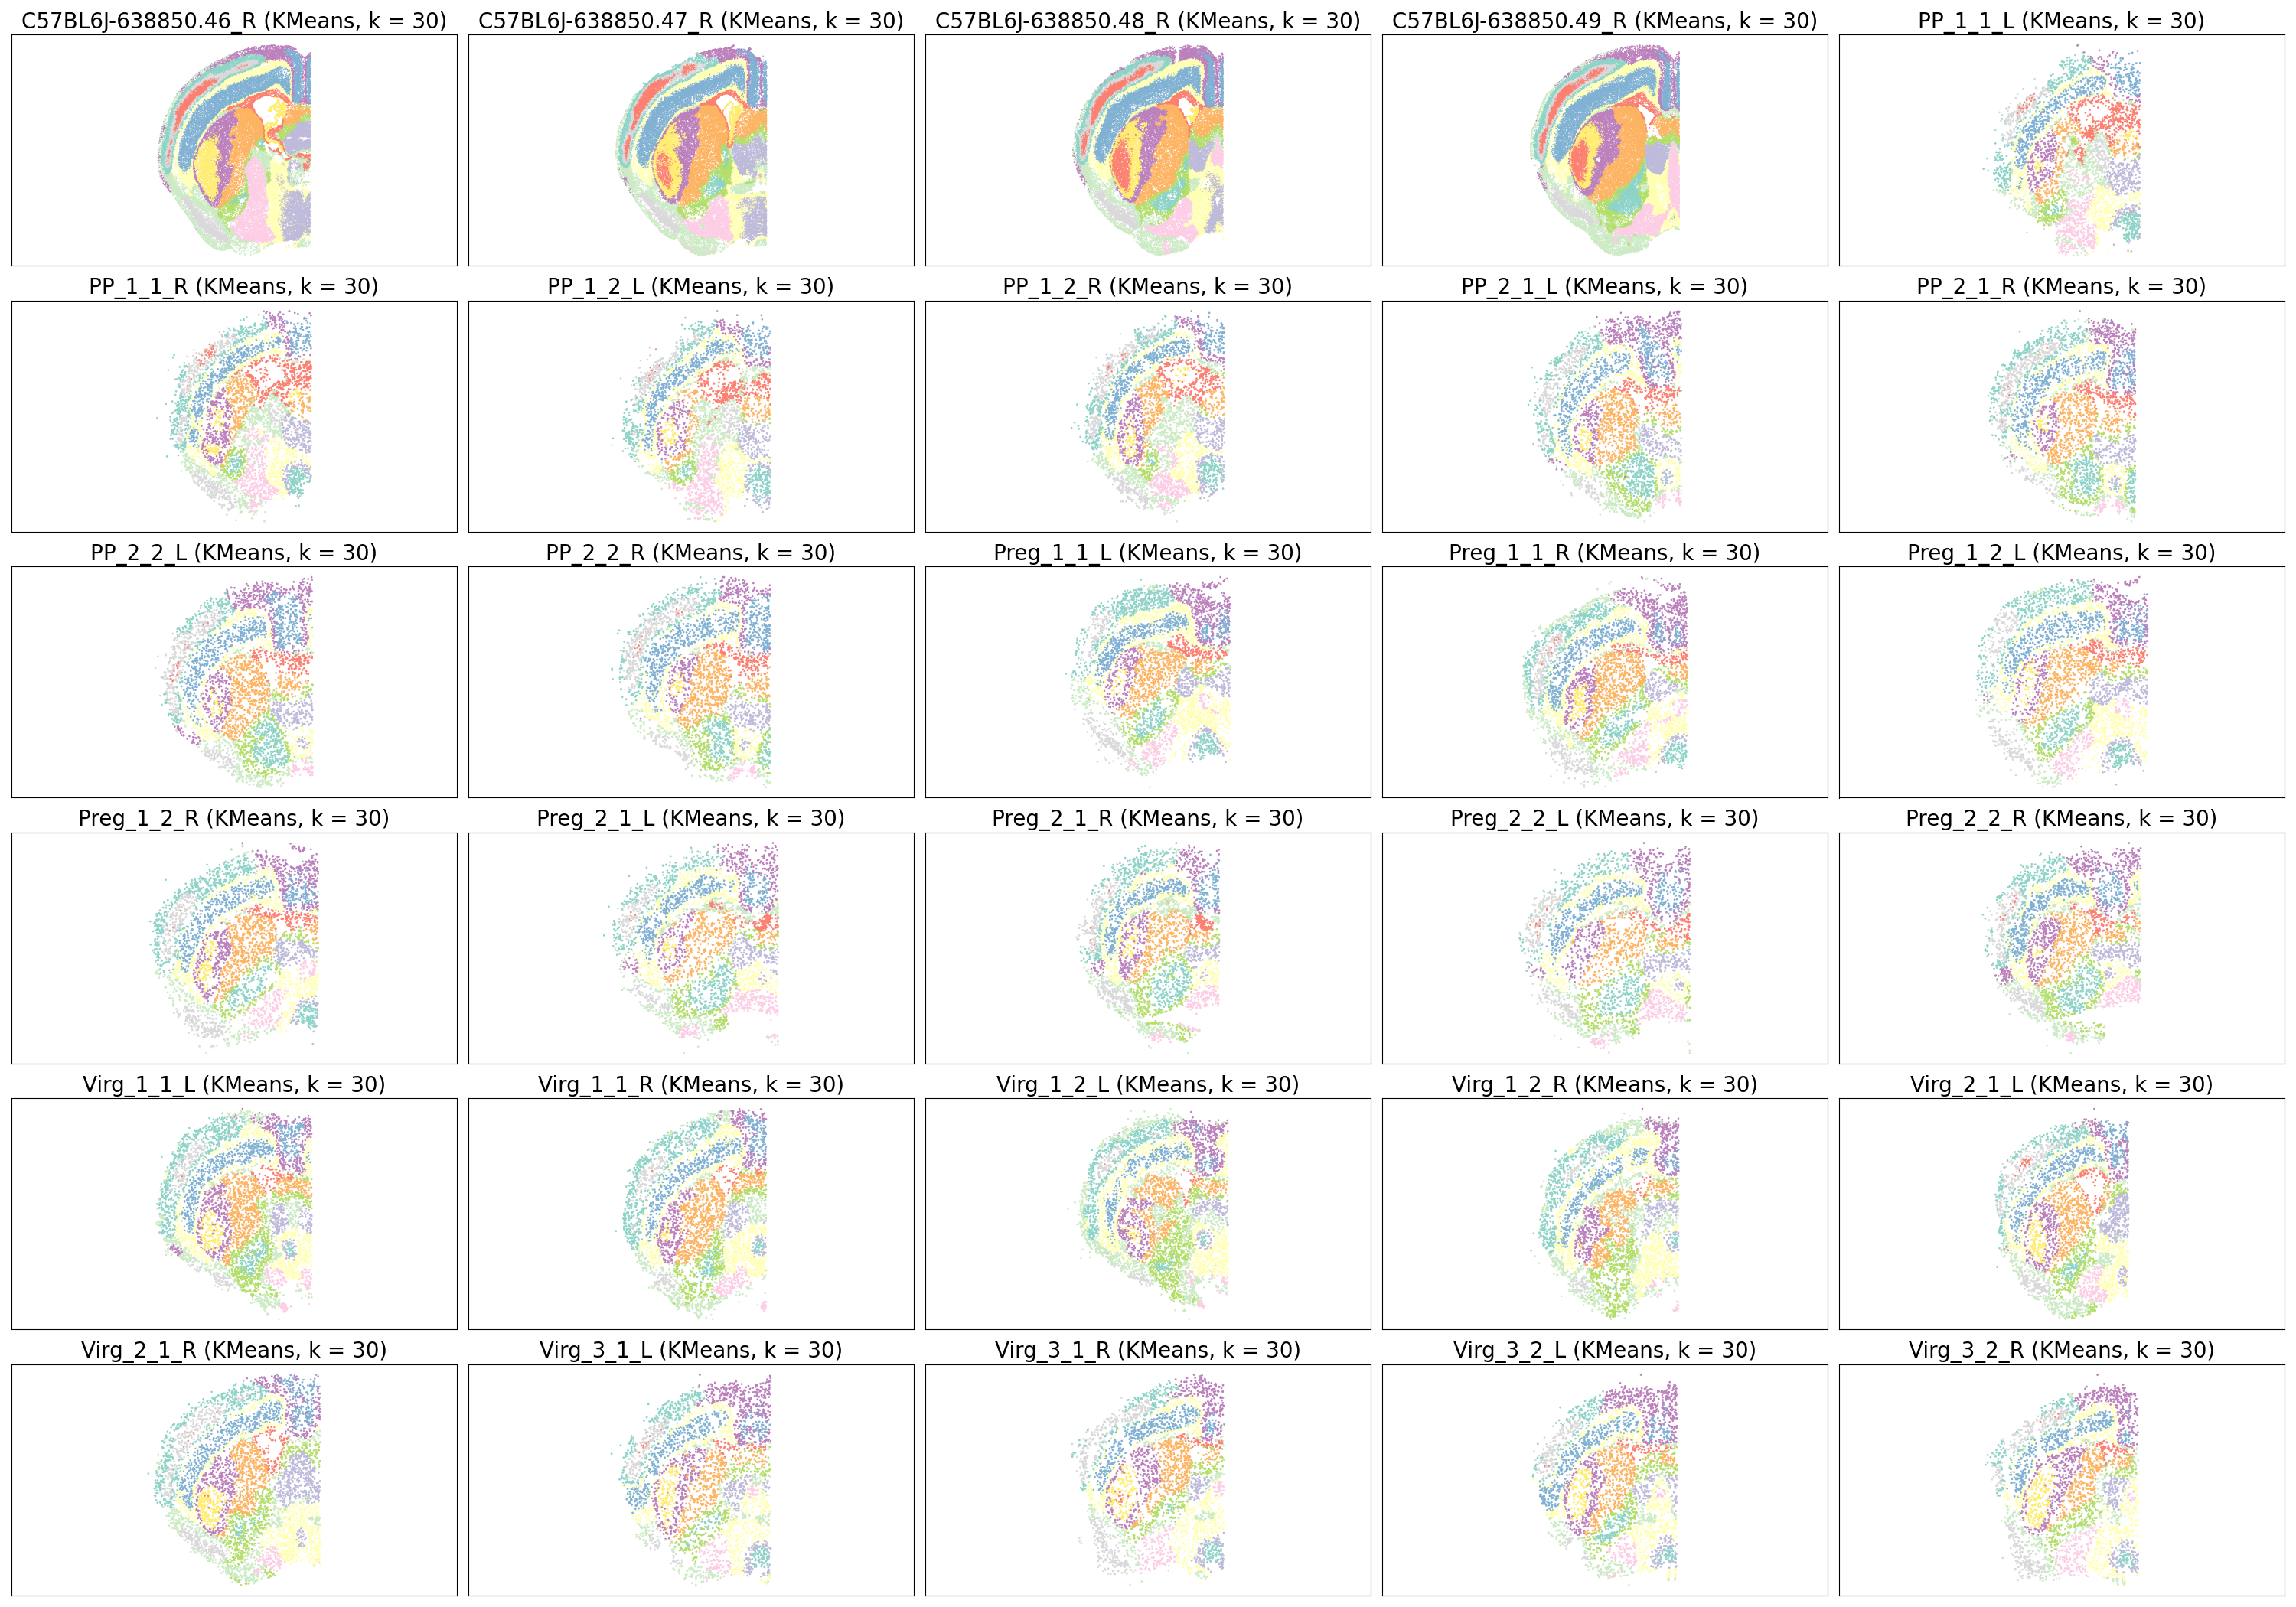 C57BL6J-638850.46_R (KMeans, k = 30)
C57BL6J-638850.47_R (KMeans, k = 30)
C57BL6J-638850.48_R (KMeans, k = 30)
C57BL6J-638850.49_R (KMeans, k = 30)
PP_1_1_L (KMeans, k = 30)
PP_1_1_R (KMeans, k = 30)
PP_1_2_L (KMeans, k = 30)
PP_1_2_R (KMeans, k = 30)
PP_2_1_L (KMeans, k = 30)
PP_2_1_R (KMeans, k = 30)
PP_2_2_L (KMeans, k = 30)
PP_2_2_R (KMeans, k = 30)
Preg_1_1_L (KMeans, k = 30)
Preg_1_1_R (KMeans, k = 30)
Preg_1_2_L (KMeans, k = 30)
Preg_1_2_R (KMeans, k = 30)
Preg_2_1_L (KMeans, k = 30)
Preg_2_1_R (KMeans, k = 30)
Preg_2_2_L (KMeans, k = 30)
Preg_2_2_R (KMeans, k = 30)
Virg_1_1_L (KMeans, k = 30)
Virg_1_1_R (KMeans, k = 30)
Virg_1_2_L (KMeans, k = 30)
Virg_1_2_R (KMeans, k = 30)
Virg_2_1_L (KMeans, k = 30)
Virg_2_1_R (KMeans, k = 30)
Virg_3_1_L (KMeans, k = 30)
Virg_3_1_R (KMeans, k = 30)
Virg_3_2_L (KMeans, k = 30)
Virg_3_2_R (KMeans, k = 30)